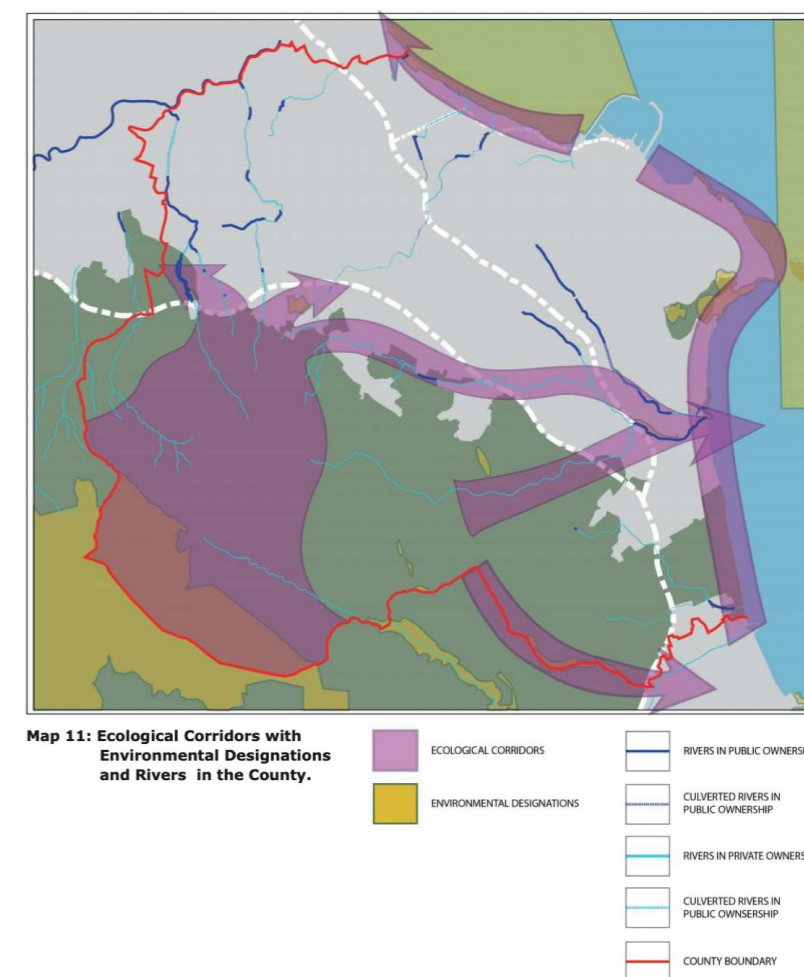 Map 11: Ecological Corridors with
Environmental Designations
and Rivers in the County.
ECOLOGICAL CORRIDORS
ENVIRONMENTAL DESIGNATIONS
RIVERS IN PUBLIC OWNERSH
CULVERTED RIVERS IN
PUBLIC OWNERSHIP
RIVERS IN PRIVATE OWNERS
CULVERTED RIVERS IN
PUBLIC OWNSERSHIP
COUNTY BOUNDARY